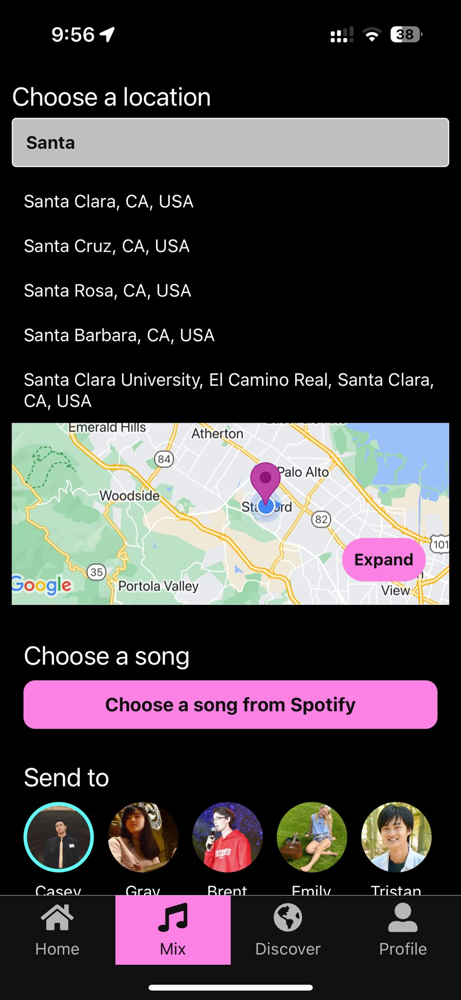 9:56
38
Choose a location
Santa
Santa Clara, CA, USA
Santa Cruz, CA, USA
Santa Rosa, CA, USA
Santa Barbara, CA, USA
Santa Clara University, El Camino Real, Santa Clara,
CA, USA
Emerald Hills
Atherton
84
Palo Alto
Woodside
82
101
Expand
35
Google
Portola Valley
View
Choose a song
Choose a song from Spotify
Send to
Casey
Gray
Brent
Emily
Tristan
Home
Mix
Discover
Profile